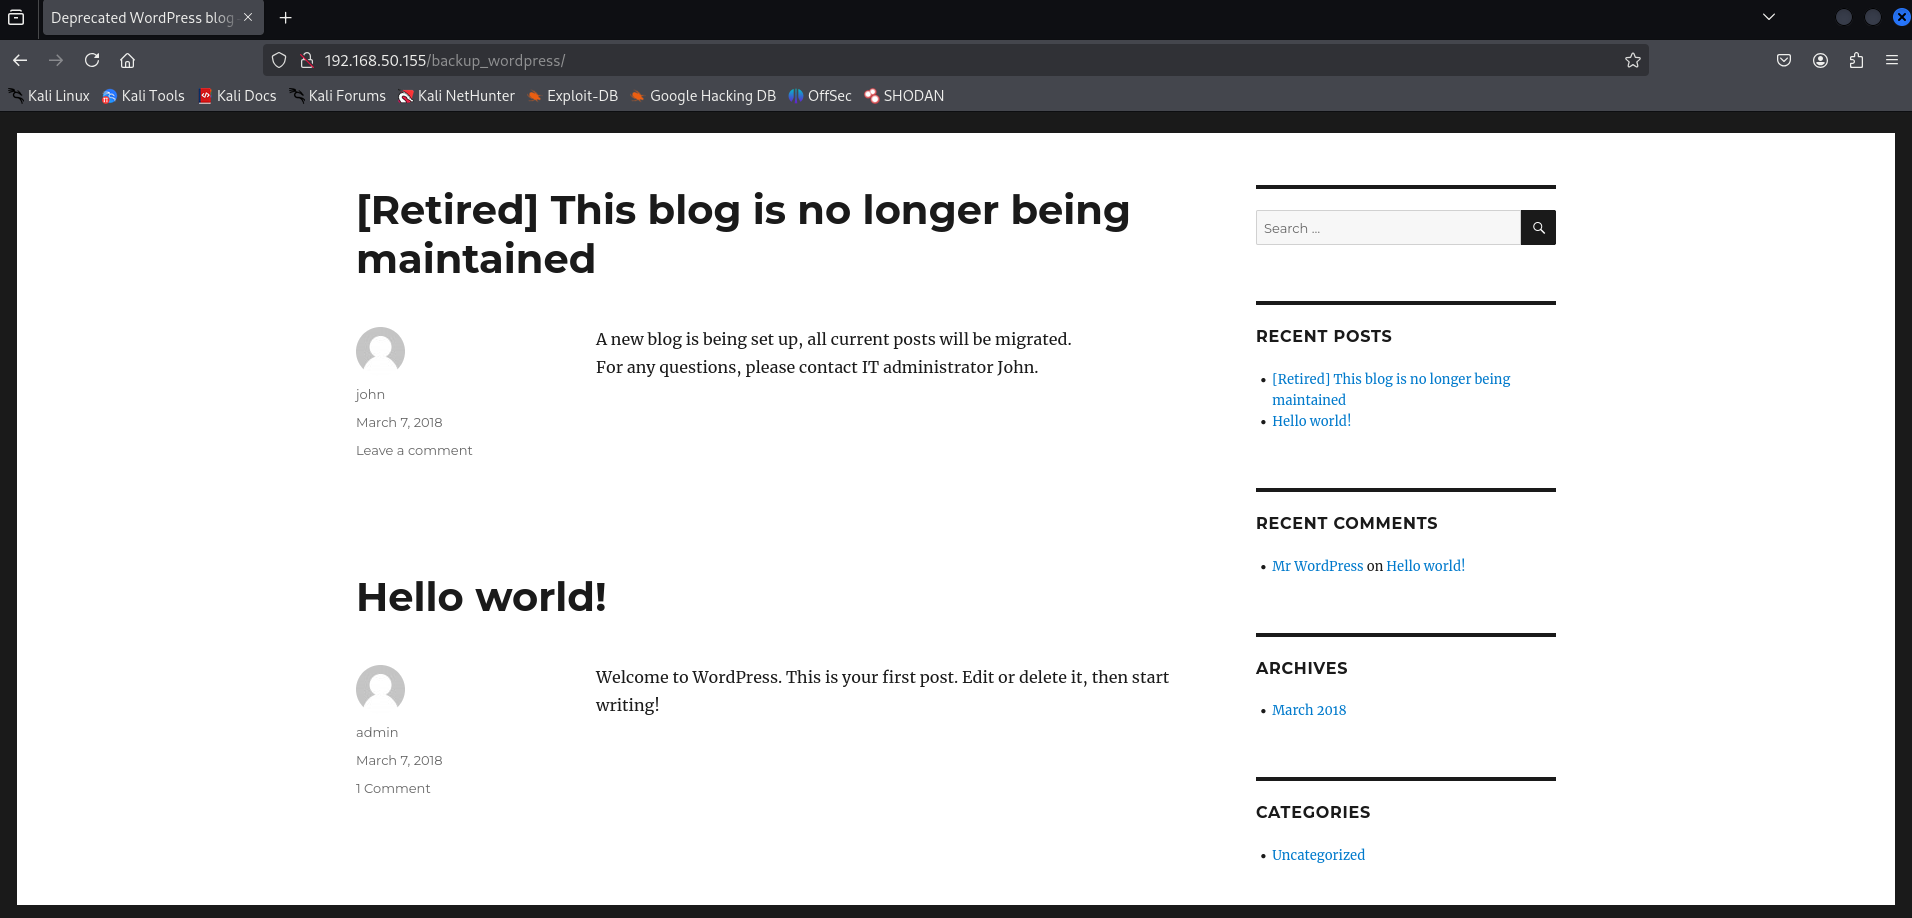 Deprecated WordPress blog
192.168.50.155/backup_wordpress/
Kali Linux Kali Tools Kali Docs Kali Forums Kali NetHunter Exploit-DB Google Hacking DB OffSec SHODAN
[Retired] This blog is no longer being
maintained
john
March 7, 2018
Leave a comment
A new blog is being set up, all current posts will be migrated.
For any questions, please contact IT administrator John.
Hello world!
admin
March 7, 2018
1 Comment
Welcome to WordPress. This is your first post. Edit or delete it, then start
writing!
Search ...
RECENT POSTS
[Retired] This blog is no longer being
maintained
Hello world!
RECENT COMMENTS
Mr WordPress on Hello world!
ARCHIVES
March 2018
CATEGORIES
Uncategorized